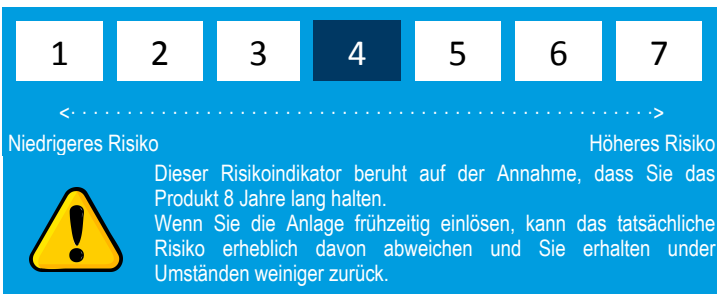 1 2 3 4 5 6 7
<· · · · · · · · · · · · · · · · · · · · · · · · · · · · · · · · · · · · · · · · · · · · · · · · · · · · ·>
Niedrigeres Risiko Höheres Risiko
Dieser Risikoindikator beruht auf der Annahme, dass Sie das
Produkt 8 Jahre lang halten.
Wenn Sie die Anlage frühzeitig einlösen, kann das tatsächliche
Risiko erheblich davon abweichen und Sie erhalten under
Umständen weiniger zurück.
!